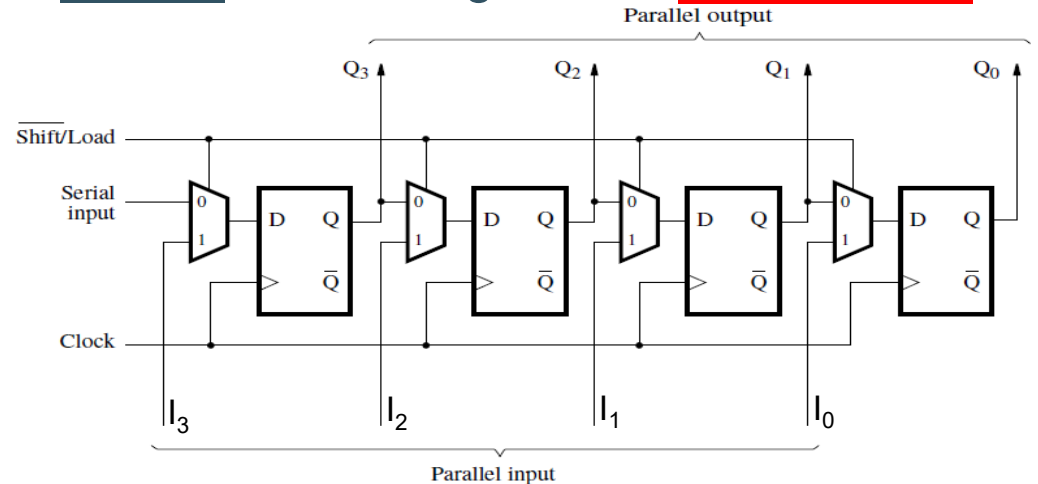 Parallel output
Q3 Q2 Q1 Q0
Shift/Load
Serial
input
0 0 0 0
D Q D Q D Q D Q
1 1 1 1
Q̅ Q̅ Q̅ Q̅
Clock
I3 I2 I1 I0
Parallel input